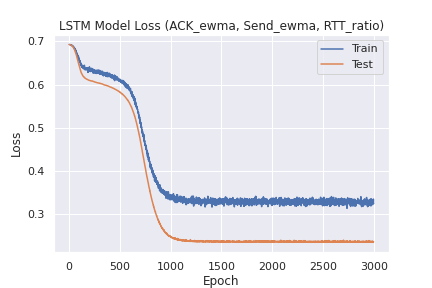 LSTM Model Loss (ACK_ewma, Send_ewma, RTT_ratio)
0.7
0.6
0.5
0.4
0.3
Loss
Train
Test
0 500 1000 1500 2000 2500 3000
Epoch